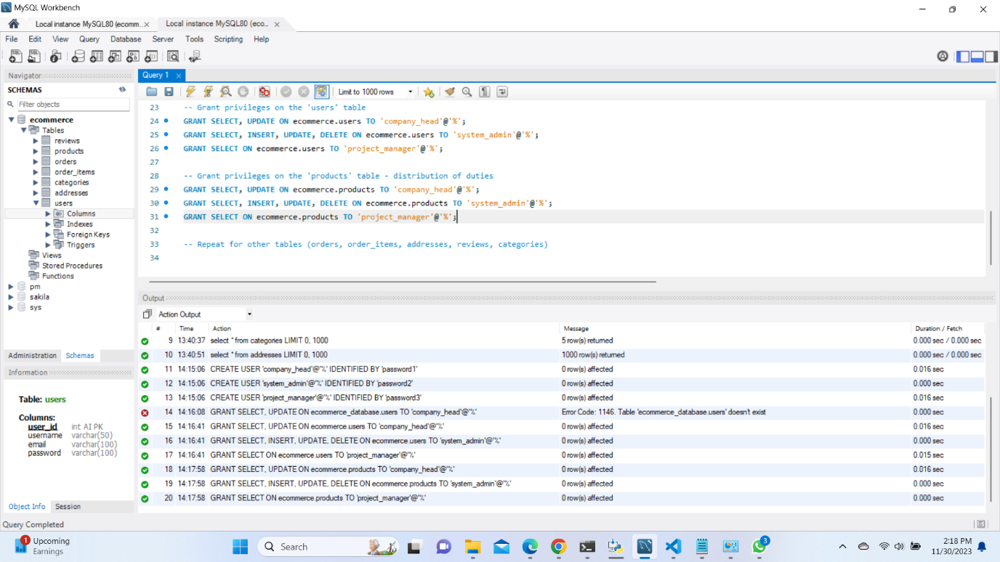 MySQL Workbench
Local instance MySQL80 (ecomm.. ×
Local instance MySQL80 (eco... ×
File Edit View Query Database Server Tools Scripting Help
Navigator
SCHEMAS
Filter objects
ecommerce
Tables
reviews
products
orders
order_items
categories
addresses
users
Columns
Indexes
Foreign Keys
Triggers
Views
Stored Procedures
Functions
pm
sakila
sys
Administration Schemas
Information
Table: users
Columns:
user_id int AI PK
username varchar(50)
email varchar(100)
password varchar(100)
Object Info Session
Query 1 ×
Limit to 1000 rows
23 -- Grant privileges on the 'users' table
24 GRANT SELECT, UPDATE ON ecommerce.users TO 'company_head'@'%';
25 GRANT SELECT, INSERT, UPDATE, DELETE ON ecommerce.users TO 'system_admin'@'%';
26 GRANT SELECT ON ecommerce.users TO 'project_manager'@'%';
27
28 -- Grant privileges on the 'products' table - distribution of duties
29 GRANT SELECT, UPDATE ON ecommerce.products TO 'company_head'@'%';
30 GRANT SELECT, INSERT, UPDATE, DELETE ON ecommerce.products TO 'system_admin'@'%';
31 GRANT SELECT ON ecommerce.products TO 'project_manager'@'%';
32
33 -- Repeat for other tables (orders, order_items, addresses, reviews, categories)
34
Output
Action Output
# Time Action Message Duration / Fetch
9 13:40:37 select * from categories LIMIT 0, 1000 5 row(s) returned 0.000 sec / 0.000 sec
10 13:40:51 select * from addresses LIMIT 0, 1000 1000 row(s) returned 0.000 sec / 0.000 sec
11 14:15:06 CREATE USER 'company_head'@'%' IDENTIFIED BY 'password1' 0 row(s) affected 0.016 sec
12 14:15:06 CREATE USER 'system_admin'@'%' IDENTIFIED BY 'password2' 0 row(s) affected 0.000 sec
13 14:15:06 CREATE USER 'project_manager'@'%' IDENTIFIED BY 'password3' 0 row(s) affected 0.016 sec
14 14:16:08 GRANT SELECT, UPDATE ON ecommerce_database.users TO 'company_head'@'%' Error Code: 1146. Table 'ecommerce_database.users' doesn't exist 0.000 sec
15 14:16:41 GRANT SELECT, UPDATE ON ecommerce.users TO 'company_head'@'%' 0 row(s) affected 0.016 sec
16 14:16:41 GRANT SELECT, INSERT, UPDATE, DELETE ON ecommerce.users TO 'system_admin'@'%' 0 row(s) affected 0.000 sec
17 14:16:41 GRANT SELECT ON ecommerce.users TO 'project_manager'@'%' 0 row(s) affected 0.015 sec
18 14:17:58 GRANT SELECT, UPDATE ON ecommerce.products TO 'company_head'@'%' 0 row(s) affected 0.016 sec
19 14:17:58 GRANT SELECT, INSERT, UPDATE, DELETE ON ecommerce.products TO 'system_admin'@'%' 0 row(s) affected 0.000 sec
20 14:17:58 GRANT SELECT ON ecommerce.products TO 'project_manager'@'%' 0 row(s) affected 0.000 sec
Query Completed
1 Upcoming
Earnings
Search
3
2:18 PM
11/30/2023